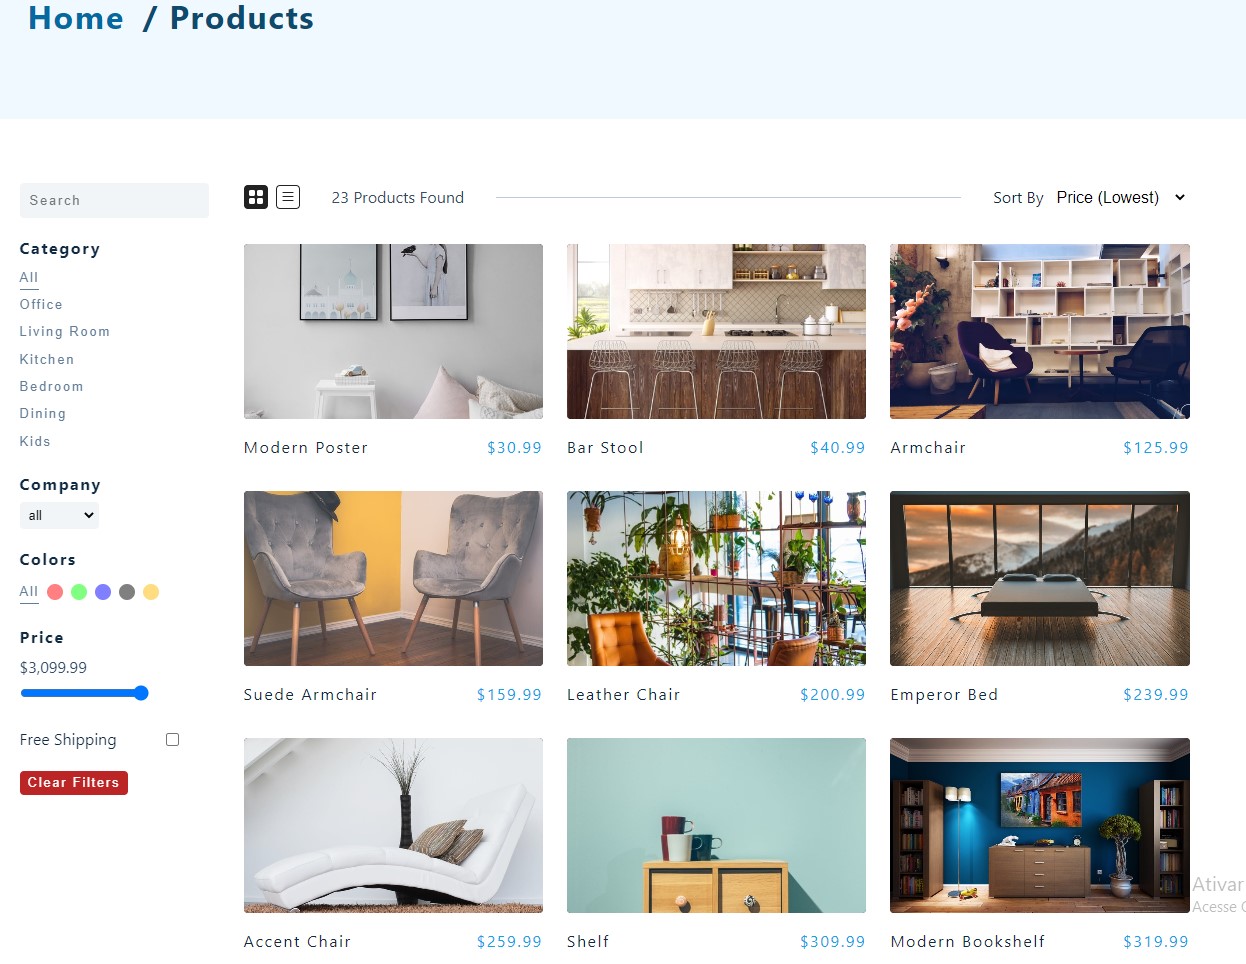 Home / Products
Search
23 Products Found
Sort By Price (Lowest)
Category
All
Office
Living Room
Kitchen
Bedroom
Dining
Kids
Company
all
Colors
All
Price
$3,099.99
Free Shipping
Clear Filters
Modern Poster $30.99
Bar Stool $40.99
Armchair $125.99
Suede Armchair $159.99
Leather Chair $200.99
Emperor Bed $239.99
Accent Chair $259.99
Shelf $309.99
Modern Bookshelf $319.99
Ativar
Acesse